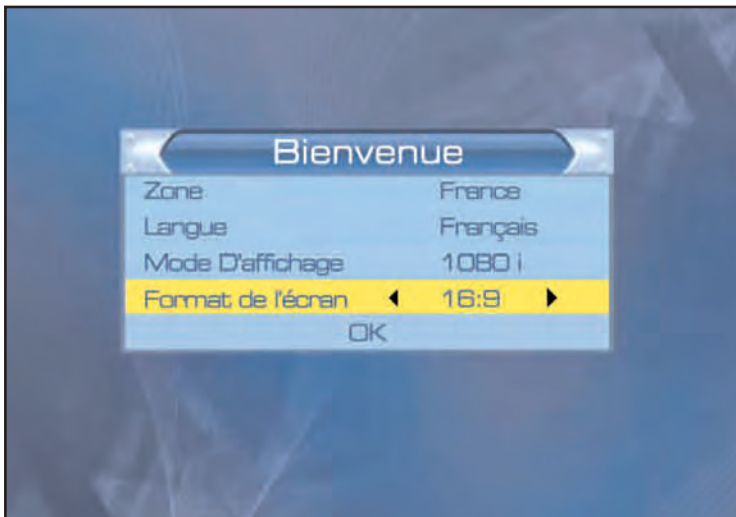 Bienvenue
Zone France
Langue Français
Mode D'affichage 1080 i
Format de l'écran 16:9
OK